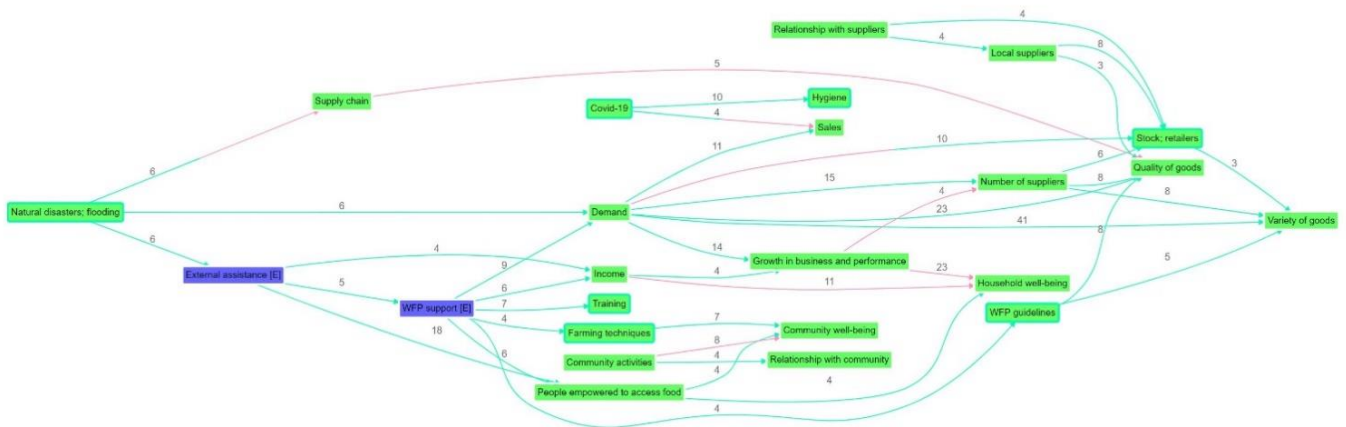 4
Relationship with suppliers
4
Local suppliers
8
3
5
Supply chain
10
Hygiene
Covid-19
4
Sales
Stock; retailers
10
11
6
3
Quality of goods
6
15
Number of suppliers
8
8
4
Natural disasters; flooding
6
Demand
23
41
Variety of goods
6
14
8
4
Growth in business and performance
5
External assistance [E]
9
Income
4
23
11
Household well-being
5
6
WFP support [E]
7
Training
WFP guidelines
4
Farming techniques
7
Community well-being
18
6
Community activities
8
4
Relationship with community
4
4
People empowered to access food
4